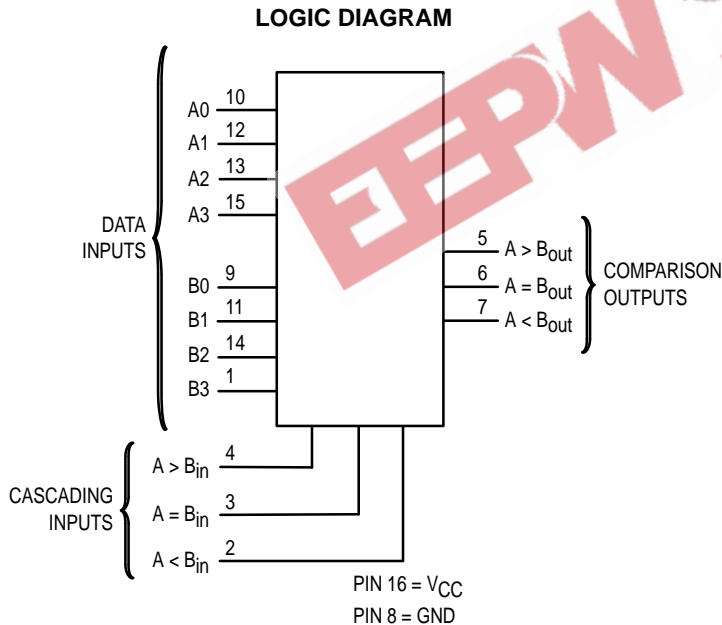 LOGIC DIAGRAM
EEPW
A0 10
A1 12
A2 13
A3 15
DATA
INPUTS
B0 9
B1 11
B2 14
B3 1
5 A > Bout
6 A = Bout
7 A < Bout
COMPARISON
OUTPUTS
A > Bin 4
A = Bin 3
A < Bin 2
CASCADING
INPUTS
PIN 16 = VCC
PIN 8 = GND